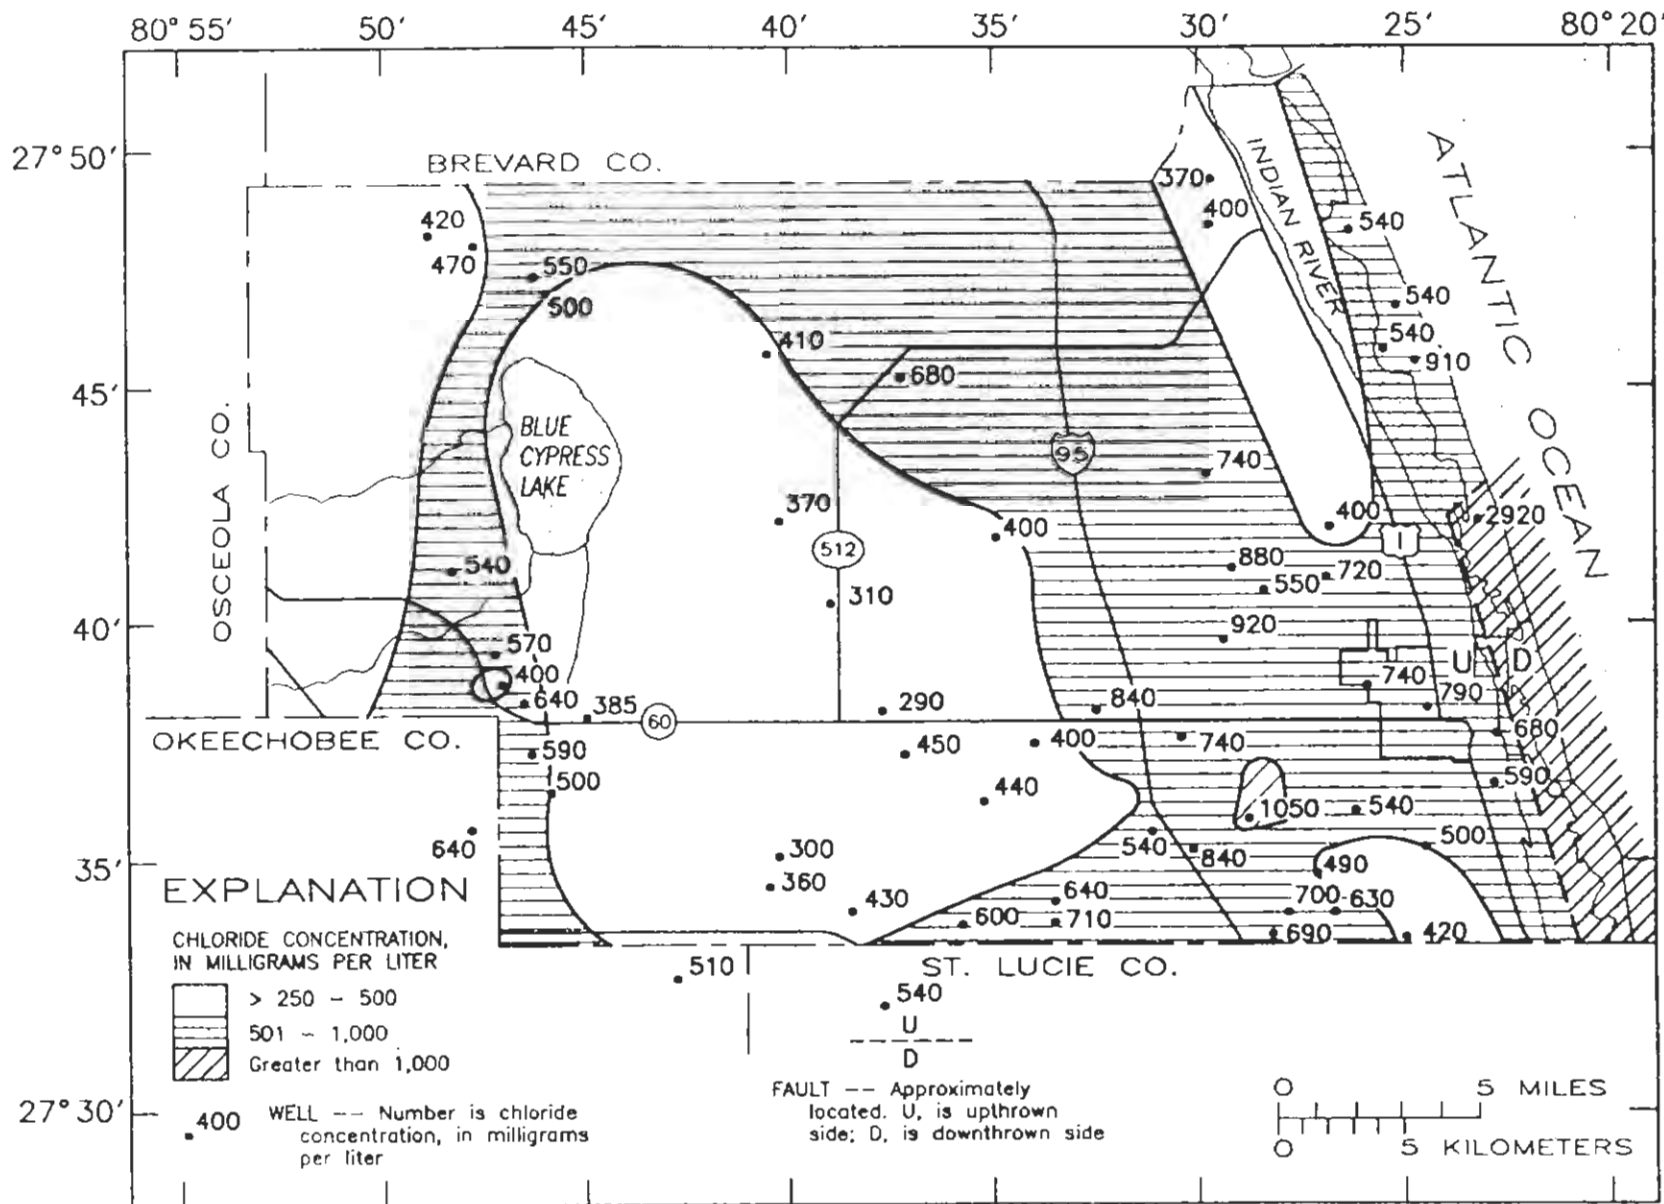 80° 55′ 50′ 45′ 40′ 35′ 30′ 25′ 80° 20′
27° 50′
BREVARD CO.
ATLANTIC OCEAN
INDIAN RIVER
370
400
420
540
470
550
500
540
410
540
680
910
45′
BLUE
CYPRESS
LAKE
OSCEOLA CO.
95
740
370
400
400
1
2920
512
880
720
540
550
310
40′
920
570
U D
400
740
640
790
385
290
840
60
680
OKEECHOBEE CO.
450
400
740
590
590
500
440
1050
540
640
300
540
840
500
35′
490
360
430
640
700
630
600
710
690
420
510
ST. LUCIE CO.
540
EXPLANATION
CHLORIDE CONCENTRATION,
IN MILLIGRAMS PER LITER
> 250 – 500
501 – 1,000
Greater than 1,000
400 WELL –– Number is chloride
concentration, in milligrams
per liter
U
D
FAULT –– Approximately
located. U, is upthrown
side; D, is downthrown side
27° 30′
0 5 MILES
0 5 KILOMETERS